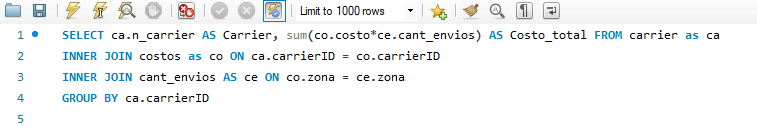 Limit to 1000 rows
1 SELECT ca.n_carrier AS Carrier, sum(co.costo*ce.cant_envios) AS Costo_total FROM carrier as ca
2 INNER JOIN costos as co ON ca.carrierID = co.carrierID
3 INNER JOIN cant_envios AS ce ON co.zona = ce.zona
4 GROUP BY ca.carrierID
5